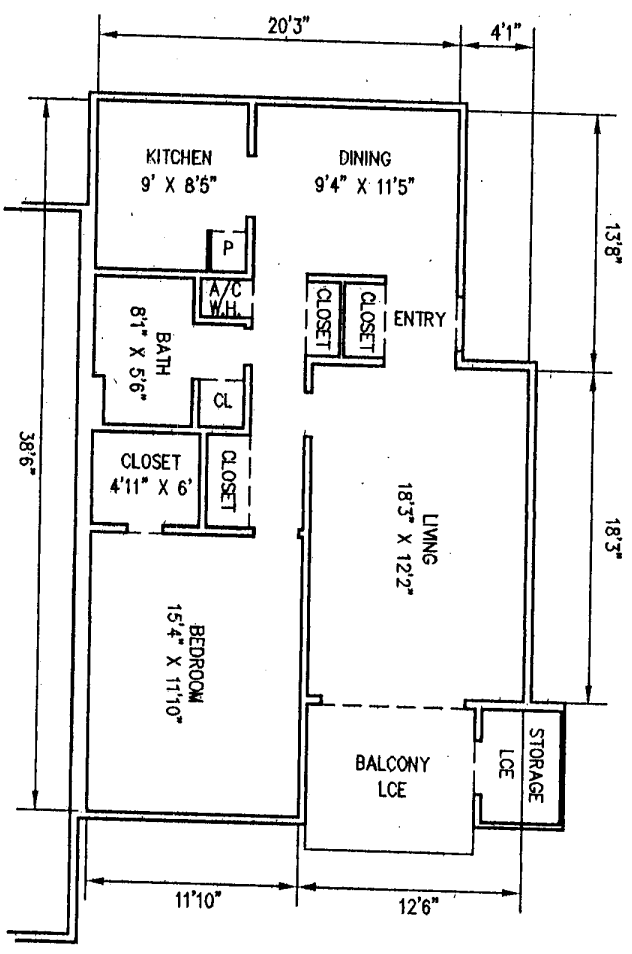 20'3"
4'1"
KITCHEN
9' X 8'5"
DINING
9'4" X 11'5"
13'8"
P
A/C
W.H.
CLOSET
CLOSET
ENTRY
BATH
8'1" X 5'6"
CL
38'6"
CLOSET
4'11" X 6'
CLOSET
LIVING
18'3" X 12'2"
18'3"
BEDROOM
15'4" X 11'10"
BALCONY
LCE
STORAGE
LCE
11'10"
12'6"